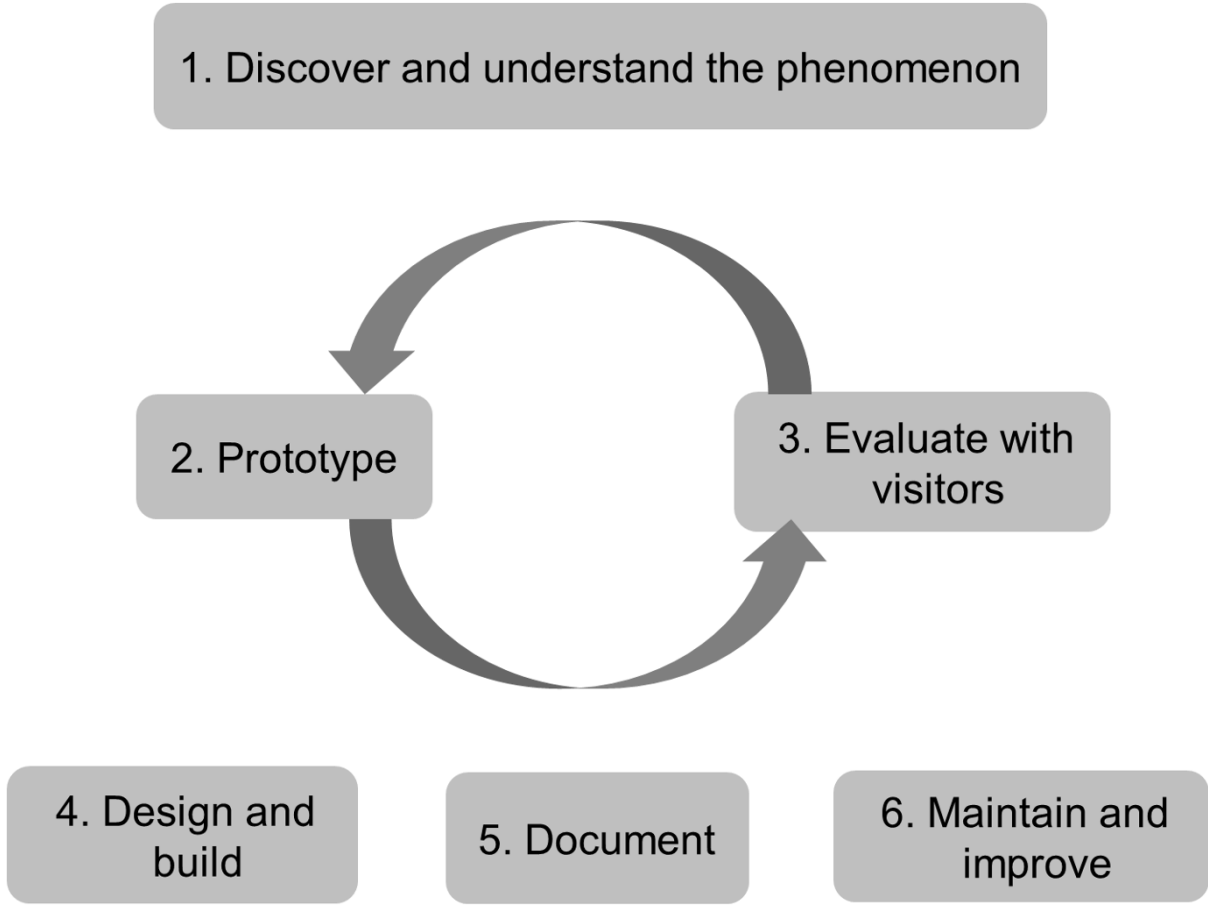 1. Discover and understand the phenomenon
2. Prototype
3. Evaluate with
visitors
4. Design and
build
5. Document
6. Maintain and
improve